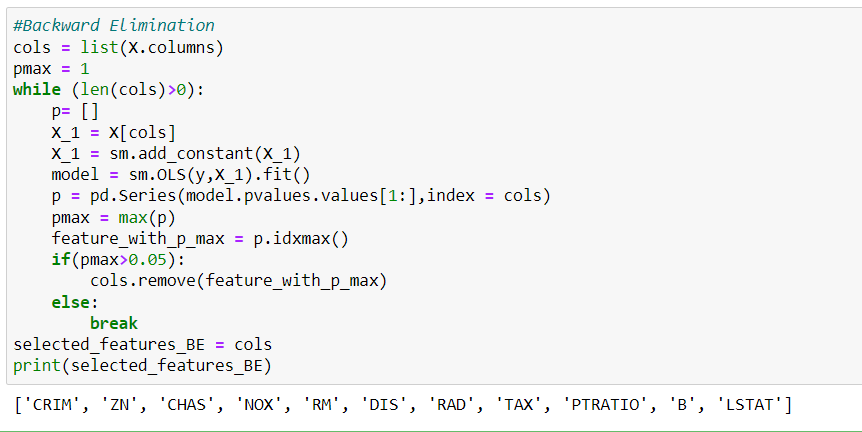 #Backward Elimination
cols = list(X.columns)
pmax = 1
while (len(cols)>0):
    p= []
    X_1 = X[cols]
    X_1 = sm.add_constant(X_1)
    model = sm.OLS(y,X_1).fit()
    p = pd.Series(model.pvalues.values[1:],index = cols)
    pmax = max(p)
    feature_with_p_max = p.idxmax()
    if(pmax>0.05):
        cols.remove(feature_with_p_max)
    else:
        break
selected_features_BE = cols
print(selected_features_BE)
['CRIM', 'ZN', 'CHAS', 'NOX', 'RM', 'DIS', 'RAD', 'TAX', 'PTRATIO', 'B', 'LSTAT']